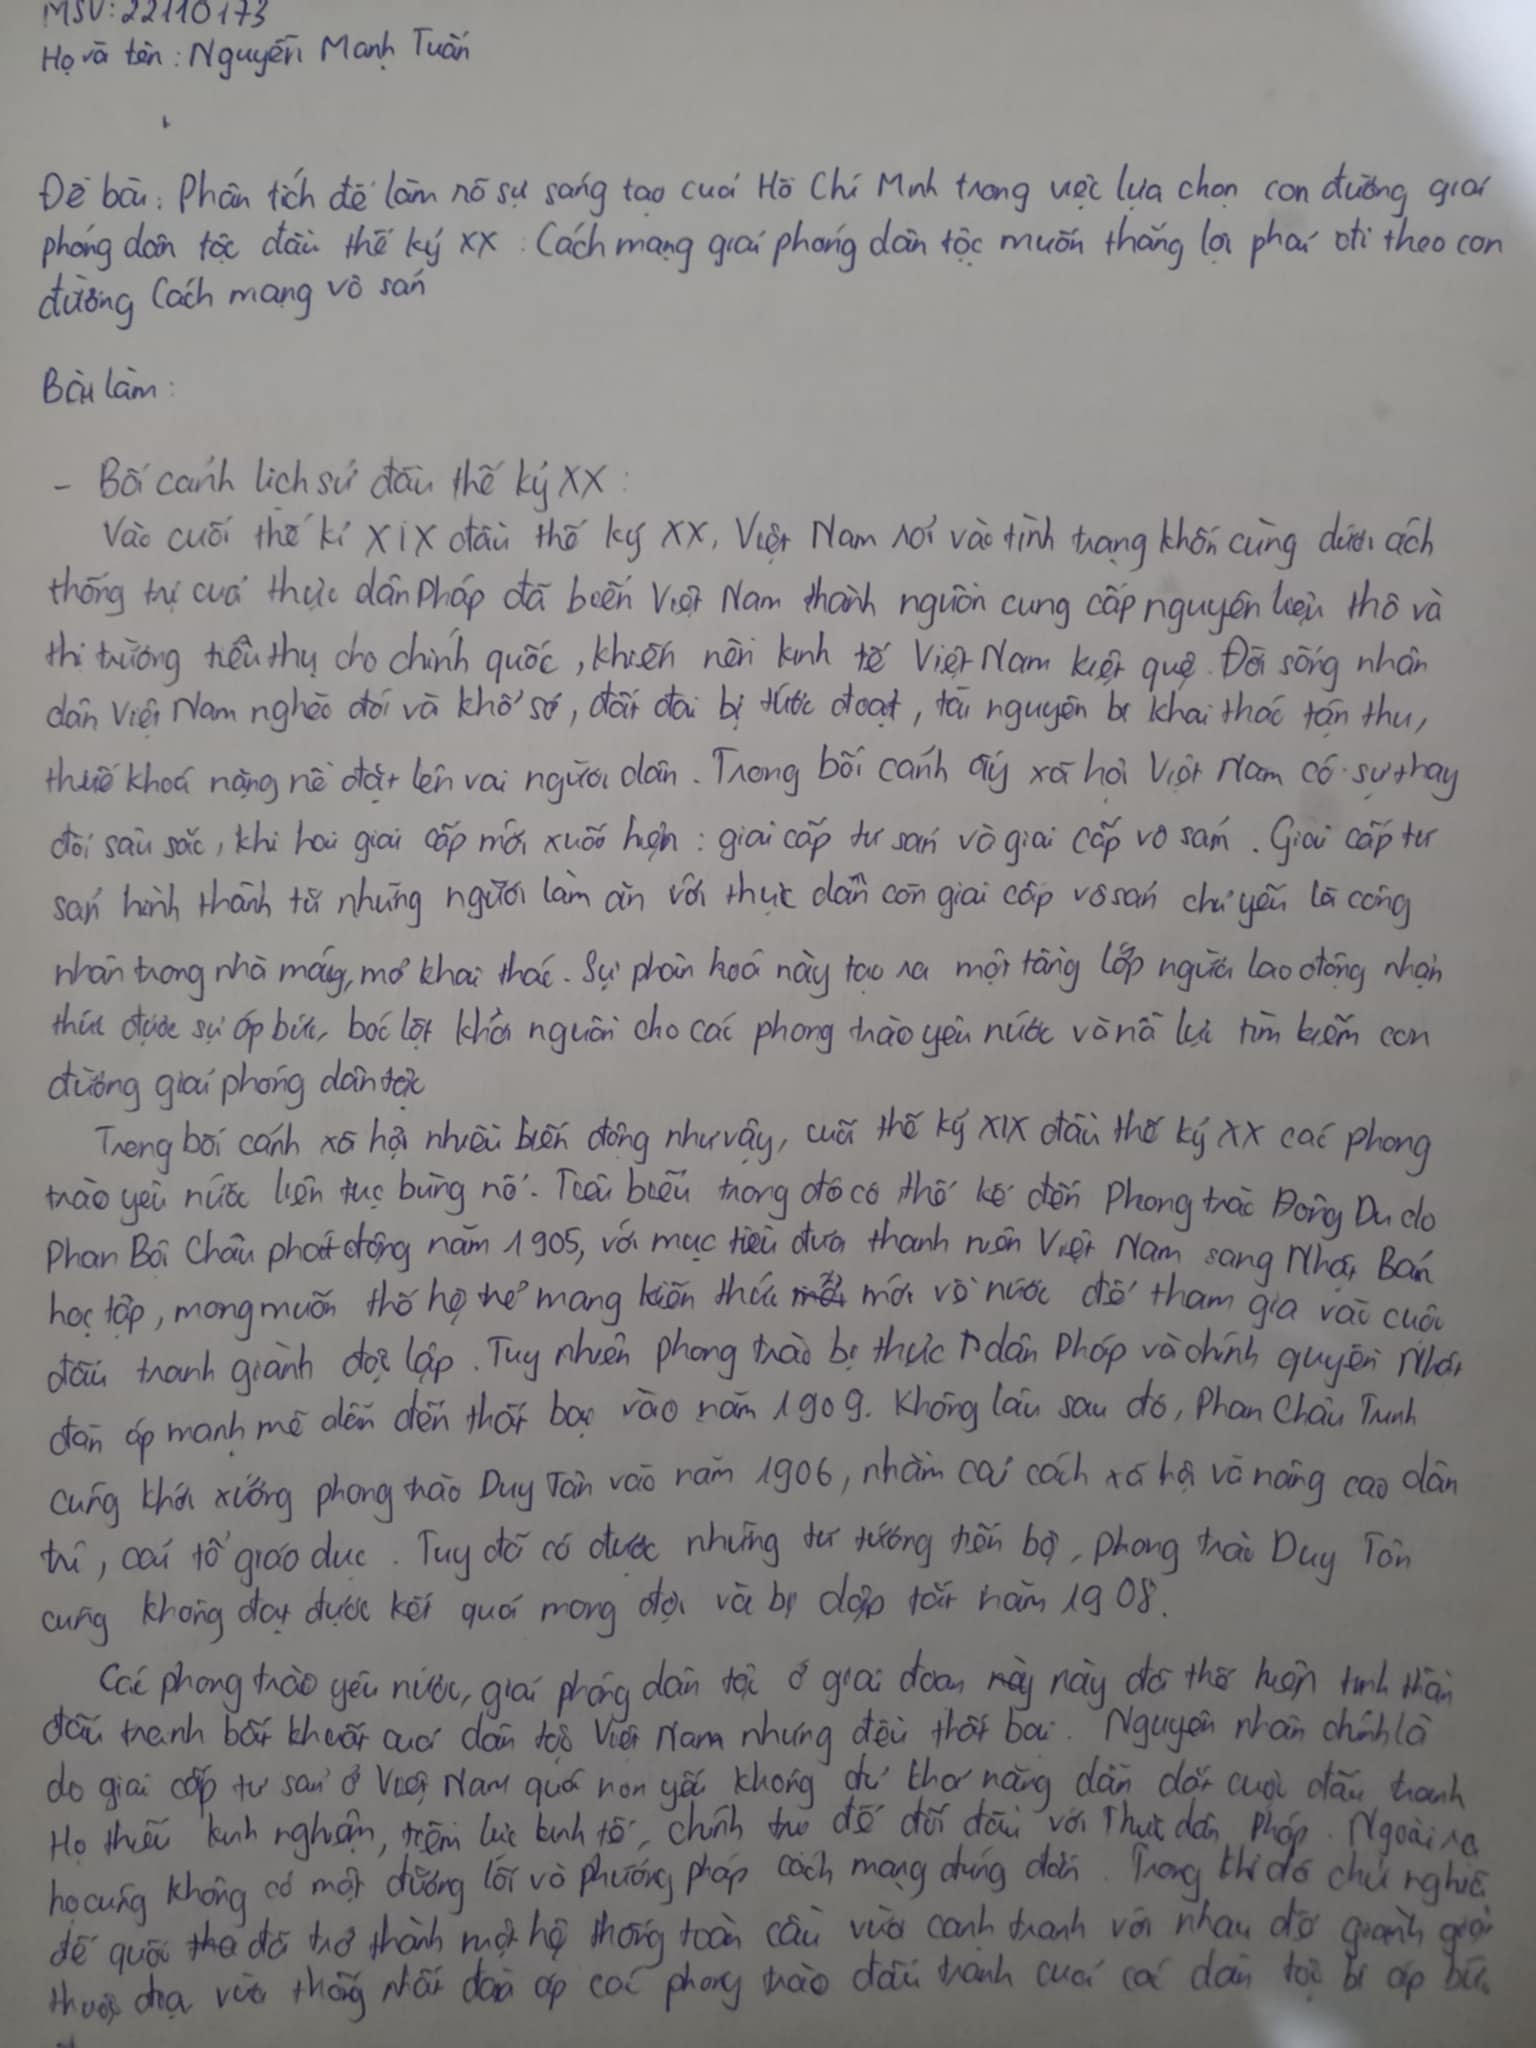 MSV: 22110173
Họ và tên : Nguyễn Mạnh Tuấn
Đề bài: Phân tích để làm rõ sự sáng tạo của Hồ Chí Minh trong việc lựa chọn con đường giải
phóng dân tộc đầu thế kỷ XX : Cách mạng giải phóng dân tộc muốn thắng lợi phải đi theo con
đường Cách mạng vô sản
Bài làm :
- Bối cảnh lịch sử đầu thế kỷ XX :
Vào cuối thế kỉ XIX đầu thế kỷ XX, Việt Nam rơi vào tình trạng khốn cùng dưới ách
thống trị của thực dân Pháp đã biến Việt Nam thành nguồn cung cấp nguyên liệu thô và
thị trường tiêu thụ cho chính quốc, khiến nền kinh tế Việt Nam kiệt quệ. Đời sống nhân
dân Việt Nam nghèo đói và khổ sở, đất đai bị tước đoạt, tài nguyên bị khai thác tận thu,
thuế khoá nặng nề đặt lên vai người dân. Trong bối cảnh ấy xã hội Việt Nam có sự thay
đổi sâu sắc, khi hai giai cấp mới xuất hiện : giai cấp tư sản và giai cấp vô sản. Giai cấp tư
sản hình thành từ những người làm ăn với thực dân còn giai cấp vô sản chủ yếu là công
nhân trong nhà máy, mỏ khai thác. Sự phân hoá này tạo ra một tầng lớp người lao động nhận
thức được sự áp bức, bóc lột khơi nguồn cho các phong trào yêu nước và nỗ lực tìm kiếm con
đường giải phóng dân tộc
Trong bối cảnh xã hội nhiều biến động như vậy, cuối thế kỷ XIX đầu thế kỷ XX các phong
trào yêu nước liên tục bùng nổ. Tiêu biểu trong đó có thể kể đến Phong trào Đông Du do
Phan Bội Châu phát động năm 1905, với mục tiêu đưa thanh niên Việt Nam sang Nhật Bản
học tập, mong muốn thế hệ trẻ mang kiến thức mới về nước để tham gia vào cuộc
đấu tranh giành độc lập. Tuy nhiên phong trào bị thực dân Pháp và chính quyền Nhật
đàn áp mạnh mẽ dẫn đến thất bại vào năm 1909. Không lâu sau đó, Phan Châu Trinh
cũng khởi xướng phong trào Duy Tân vào năm 1906, nhằm cải cách xã hội và nâng cao dân
trí, cải tổ giáo dục. Tuy đã có được những tư tưởng tiến bộ, phong trào Duy Tân
cũng không đạt được kết quả mong đợi và bị dập tắt năm 1908.
Các phong trào yêu nước, giải phóng dân tộc ở giai đoạn này này đã thể hiện tinh thần
đấu tranh bất khuất của dân tộc Việt Nam nhưng đều thất bại. Nguyên nhân chính là
do giai cấp tư sản ở Việt Nam quá non yếu không đủ khả năng dẫn dắt cuộc đấu tranh
Họ thiếu kinh nghiệm, tiềm lực kinh tế, chính trị để đối đầu với Thực dân Pháp. Ngoài ra
họ cũng không có một đường lối và phương pháp cách mạng đúng đắn. Trong khi đó chủ nghĩa
đế quốc đã trở thành một hệ thống toàn cầu vừa cạnh tranh với nhau để giành
thuộc địa vừa thống nhất đàn áp các phong trào đấu tranh của các dân tộc bị áp bức